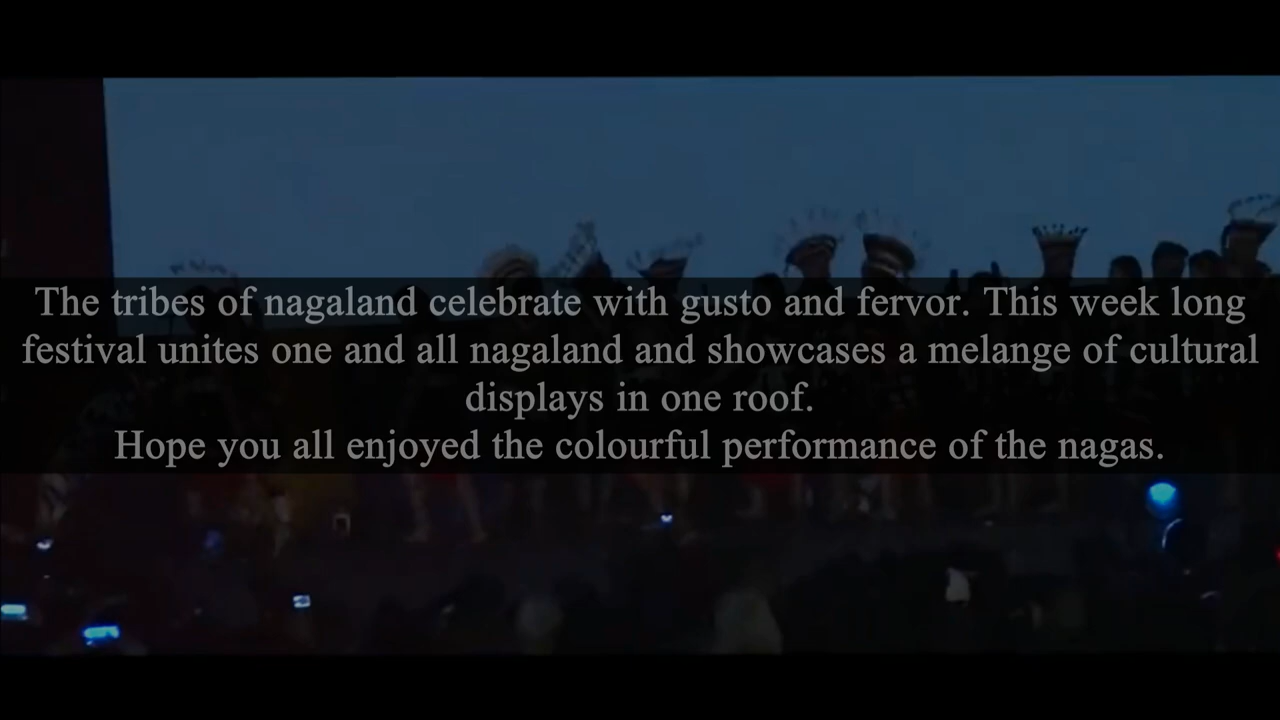 The tribes of nagaland celebrate with gusto and fervor. This week long
festival unites one and all nagaland and showcases a melange of cultural
displays in one roof.
Hope you all enjoyed the colourful performance of the nagas.